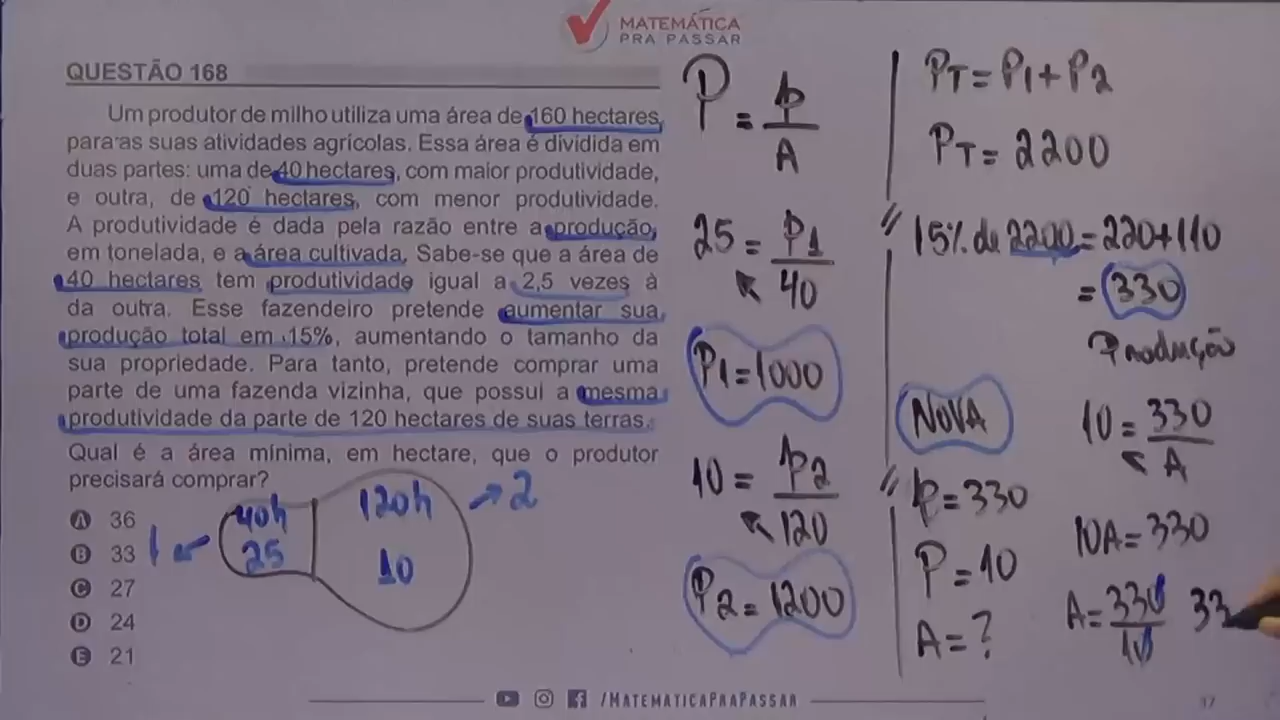 MATEMÁTICA
PRA PASSAR
QUESTÃO 168
Um produtor de milho utiliza uma área de 160 hectares
para as suas atividades agrícolas. Essa área é dividida em
duas partes: uma de 40 hectares, com maior produtividade,
e outra, de 120 hectares, com menor produtividade.
A produtividade é dada pela razão entre a produção,
em tonelada, e a área cultivada. Sabe-se que a área de
40 hectares tem produtividade igual a 2,5 vezes à
da outra. Esse fazendeiro pretende aumentar sua
produção total em 15%, aumentando o tamanho da
sua propriedade. Para tanto, pretende comprar uma
parte de uma fazenda vizinha, que possui a mesma
produtividade da parte de 120 hectares de suas terras.
Qual é a área mínima, em hectare, que o produtor
precisará comprar?
A 36
B 33
C 27
D 24
E 21
40h
25
1
120h
10
2
P = p
A
25 = P1
40
P1=1000
10 = p2
120
P2=1200
PT=P1+P2
PT=2200
15% de 2200=220+110
=330
Produção
NOVA
p=330
P=10
A=?
10=330
A
10A=330
A=330
10
33
/MATEMATICAPRAPASSAR
17